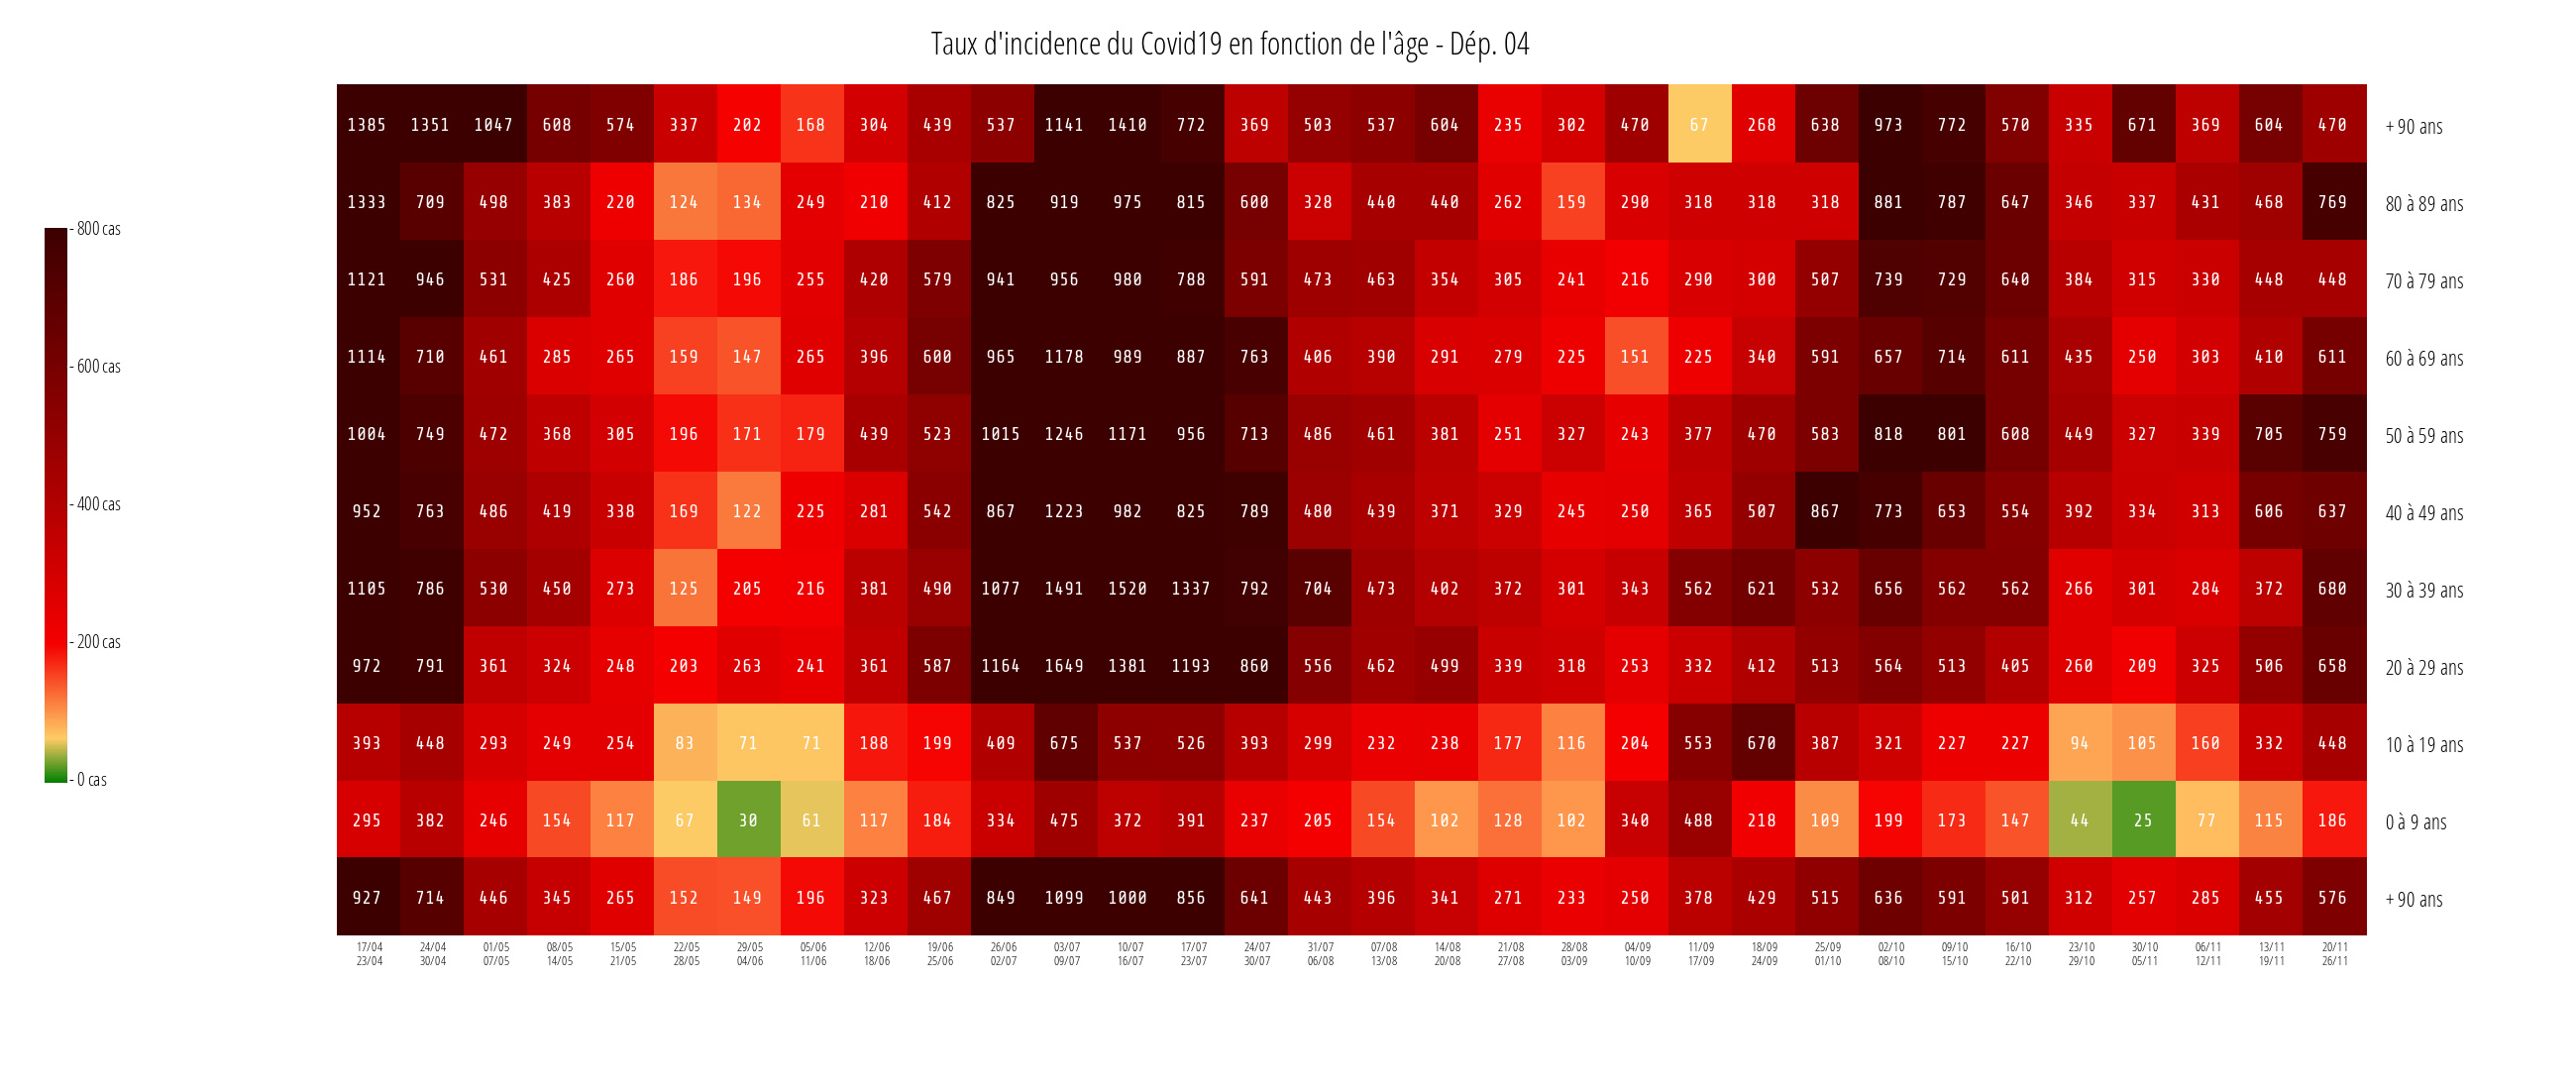 Taux d'incidence du Covid19 en fonction de l'âge - Dép. 04
- 800 cas
- 600 cas
- 400 cas
- 200 cas
- 0 cas
1385 1351 1047 608 574 337 202 168 304 439 537 1141 1410 772 369 503 537 604 235 302 470 67 268 638 973 772 570 335 671 369 604 470 + 90 ans
1333 709 498 383 220 124 134 249 210 412 825 919 975 815 600 328 440 440 262 159 290 318 318 318 881 787 647 346 337 431 468 769 80 à 89 ans
1121 946 531 425 260 186 196 255 420 579 941 956 980 788 591 473 463 354 305 241 216 290 300 507 739 729 640 384 315 330 448 448 70 à 79 ans
1114 710 461 285 265 159 147 265 396 600 965 1178 989 887 763 406 390 291 279 225 151 225 340 591 657 714 611 435 250 303 410 611 60 à 69 ans
1004 749 472 368 305 196 171 179 439 523 1015 1246 1171 956 713 486 461 381 251 327 243 377 470 583 818 801 608 449 327 339 705 759 50 à 59 ans
952 763 486 419 338 169 122 225 281 542 867 1223 982 825 789 480 439 371 329 245 250 365 507 867 773 653 554 392 334 313 606 637 40 à 49 ans
1105 786 530 450 273 125 205 216 381 490 1077 1491 1520 1337 792 704 473 402 372 301 343 562 621 532 656 562 562 266 301 284 372 680 30 à 39 ans
972 791 361 324 248 203 263 241 361 587 1164 1649 1381 1193 860 556 462 499 339 318 253 332 412 513 564 513 405 260 209 325 506 658 20 à 29 ans
393 448 293 249 254 83 71 71 188 199 409 675 537 526 393 299 232 238 177 116 204 553 670 387 321 227 227 94 105 160 332 448 10 à 19 ans
295 382 246 154 117 67 30 61 117 184 334 475 372 391 237 205 154 102 128 102 340 488 218 109 199 173 147 44 25 77 115 186 0 à 9 ans
927 714 446 345 265 152 149 196 323 467 849 1099 1000 856 641 443 396 341 271 233 250 378 429 515 636 591 501 312 257 285 455 576 + 90 ans
17/04 24/04 01/05 08/05 15/05 22/05 29/05 05/06 12/06 19/06 26/06 03/07 10/07 17/07 24/07 31/07 07/08 14/08 21/08 28/08 04/09 11/09 18/09 25/09 02/10 09/10 16/10 23/10 30/10 06/11 13/11 20/11
23/04 30/04 07/05 14/05 21/05 28/05 04/06 11/06 18/06 25/06 02/07 09/07 16/07 23/07 30/07 06/08 13/08 20/08 27/08 03/09 10/09 17/09 24/09 01/10 08/10 15/10 22/10 29/10 05/11 12/11 19/11 26/11